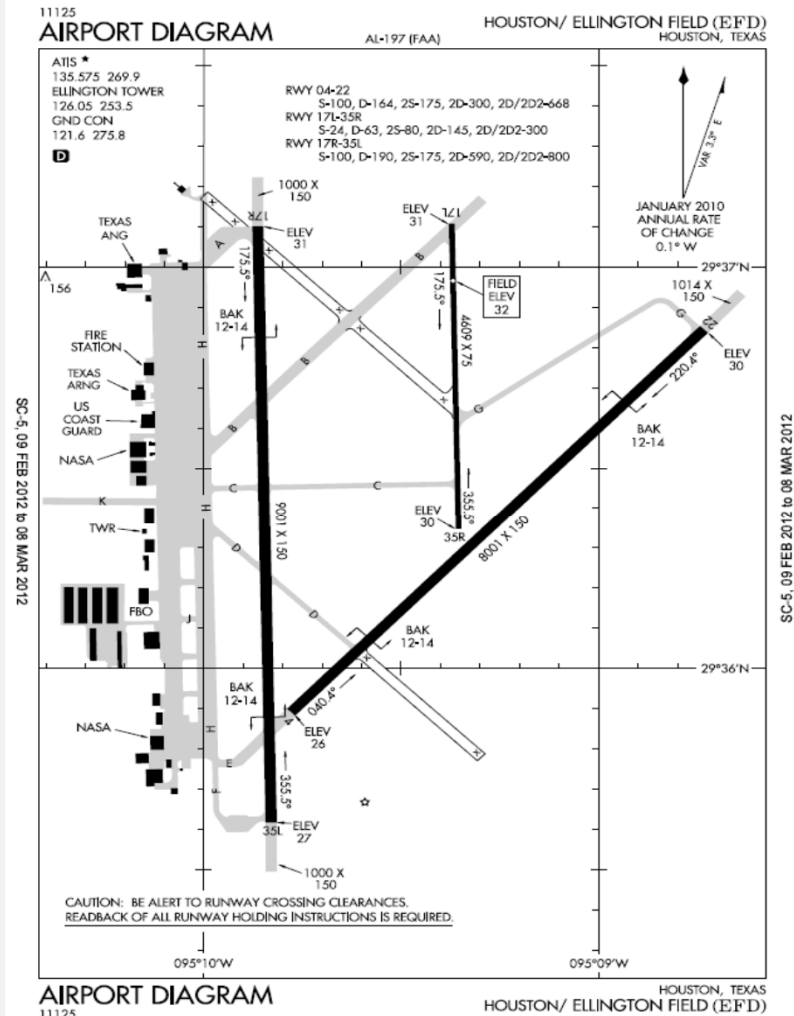 11125
AIRPORT DIAGRAM
AL-197 (FAA)
HOUSTON/ ELLINGTON FIELD (EFD)
HOUSTON, TEXAS
ATIS ★
135.575 269.9
ELLINGTON TOWER
126.05 253.5
GND CON
121.6 275.8
D
RWY 04-22
S-100, D-164, 2S-175, 2D-300, 2D/2D2-668
RWY 17L-35R
S-24, D-63, 2S-80, 2D-145, 2D/2D2-300
RWY 17R-35L
S-100, D-190, 2S-175, 2D-590, 2D/2D2-800
VAR 3.3° E
JANUARY 2010
ANNUAL RATE
OF CHANGE
0.1° W
1000 X
150
TEXAS
ANG
A
17R
ELEV
31
ELEV
31
17L
29°37'N
156
175.5°
B
175.5°
FIELD
ELEV
32
1014 X
150
BAK
12-14
4609 X 75
G
22
FIRE
STATION
H
B
220.4°
ELEV
30
TEXAS
ARNG
US
COAST
GUARD
B
G
BAK
12-14
NASA
C
C
355.5°
K
H
9001 X 150
ELEV
30
35R
TWR
D
8001 X 150
FBO
J
D
BAK
12-14
29°36'N
BAK
12-14
040.4°
NASA
H
4
ELEV
26
E
F
355.5°
35L
ELEV
27
1000 X
150
CAUTION: BE ALERT TO RUNWAY CROSSING CLEARANCES.
READBACK OF ALL RUNWAY HOLDING INSTRUCTIONS IS REQUIRED.
095°10'W
095°09'W
SC-5, 09 FEB 2012 to 08 MAR 2012
SC-5, 09 FEB 2012 to 08 MAR 2012
AIRPORT DIAGRAM
11125
HOUSTON, TEXAS
HOUSTON/ ELLINGTON FIELD (EFD)